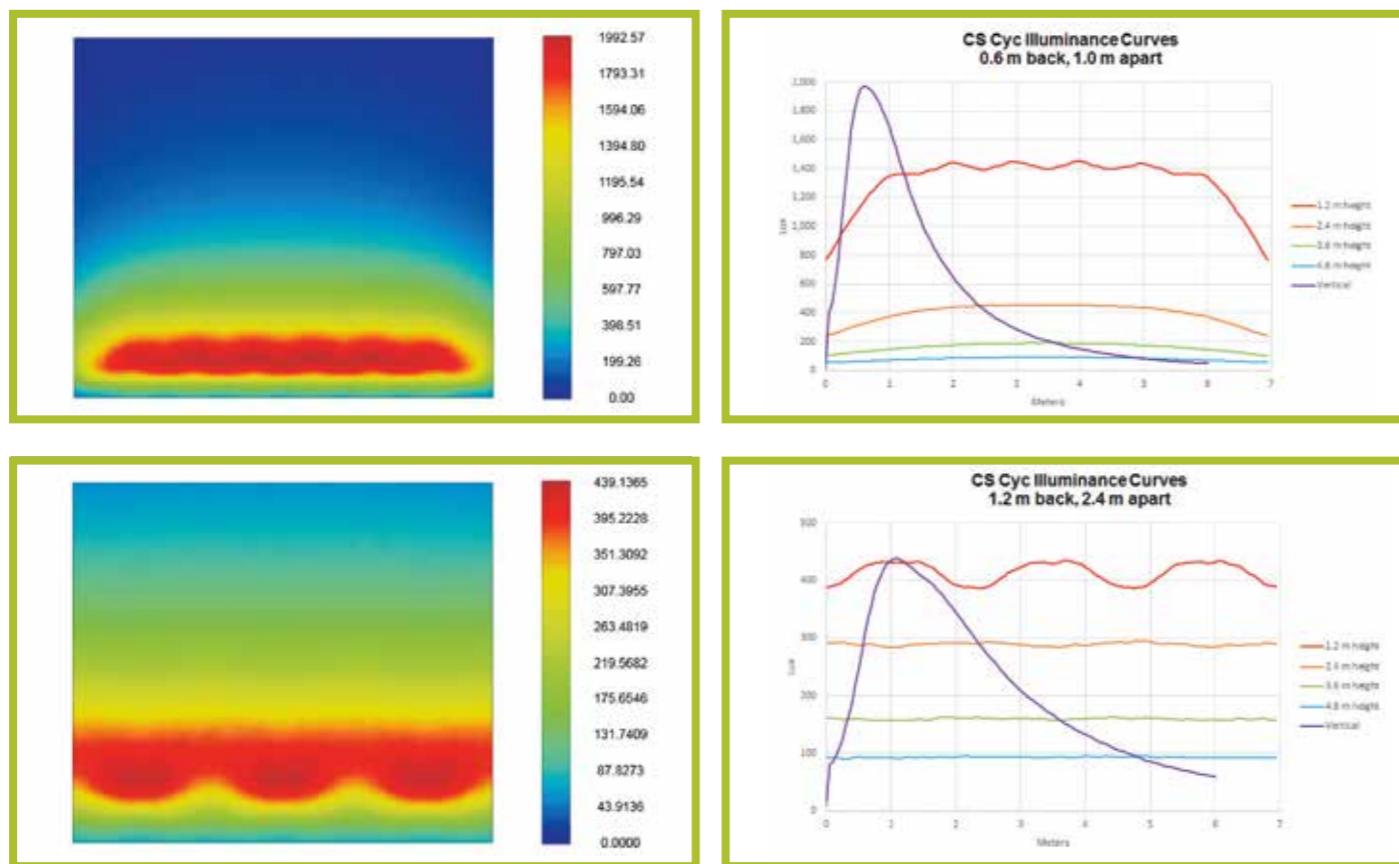 1992.57
1793.31
1594.06
1394.80
1195.54
996.29
797.03
597.77
398.51
199.26
0.00
CS Cyc Illuminance Curves
0.6 m back, 1.0 m apart
2,000
1,800
1,600
1,400
1,200
1,000
800
600
400
200
0
Lux
0 1 2 3 4 5 6 7
Meters
1.2 m height
2.4 m height
3.6 m height
4.8 m height
Vertical
439.1365
395.2228
351.3092
307.3955
263.4819
219.5682
175.6546
131.7409
87.8273
43.9136
0.0000
CS Cyc Illuminance Curves
1.2 m back, 2.4 m apart
500
400
300
200
100
0
Lux
0 1 2 3 4 5 6 7
Meters
1.2 m height
2.4 m height
3.6 m height
4.8 m height
Vertical